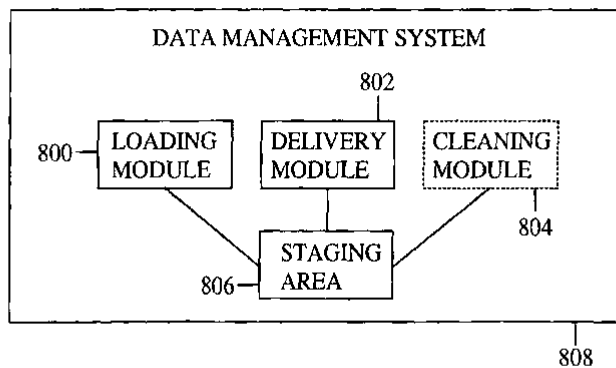 DATA MANAGEMENT SYSTEM
802
800
LOADING
MODULE
DELIVERY
MODULE
CLEANING
MODULE
804
806
STAGING
AREA
808